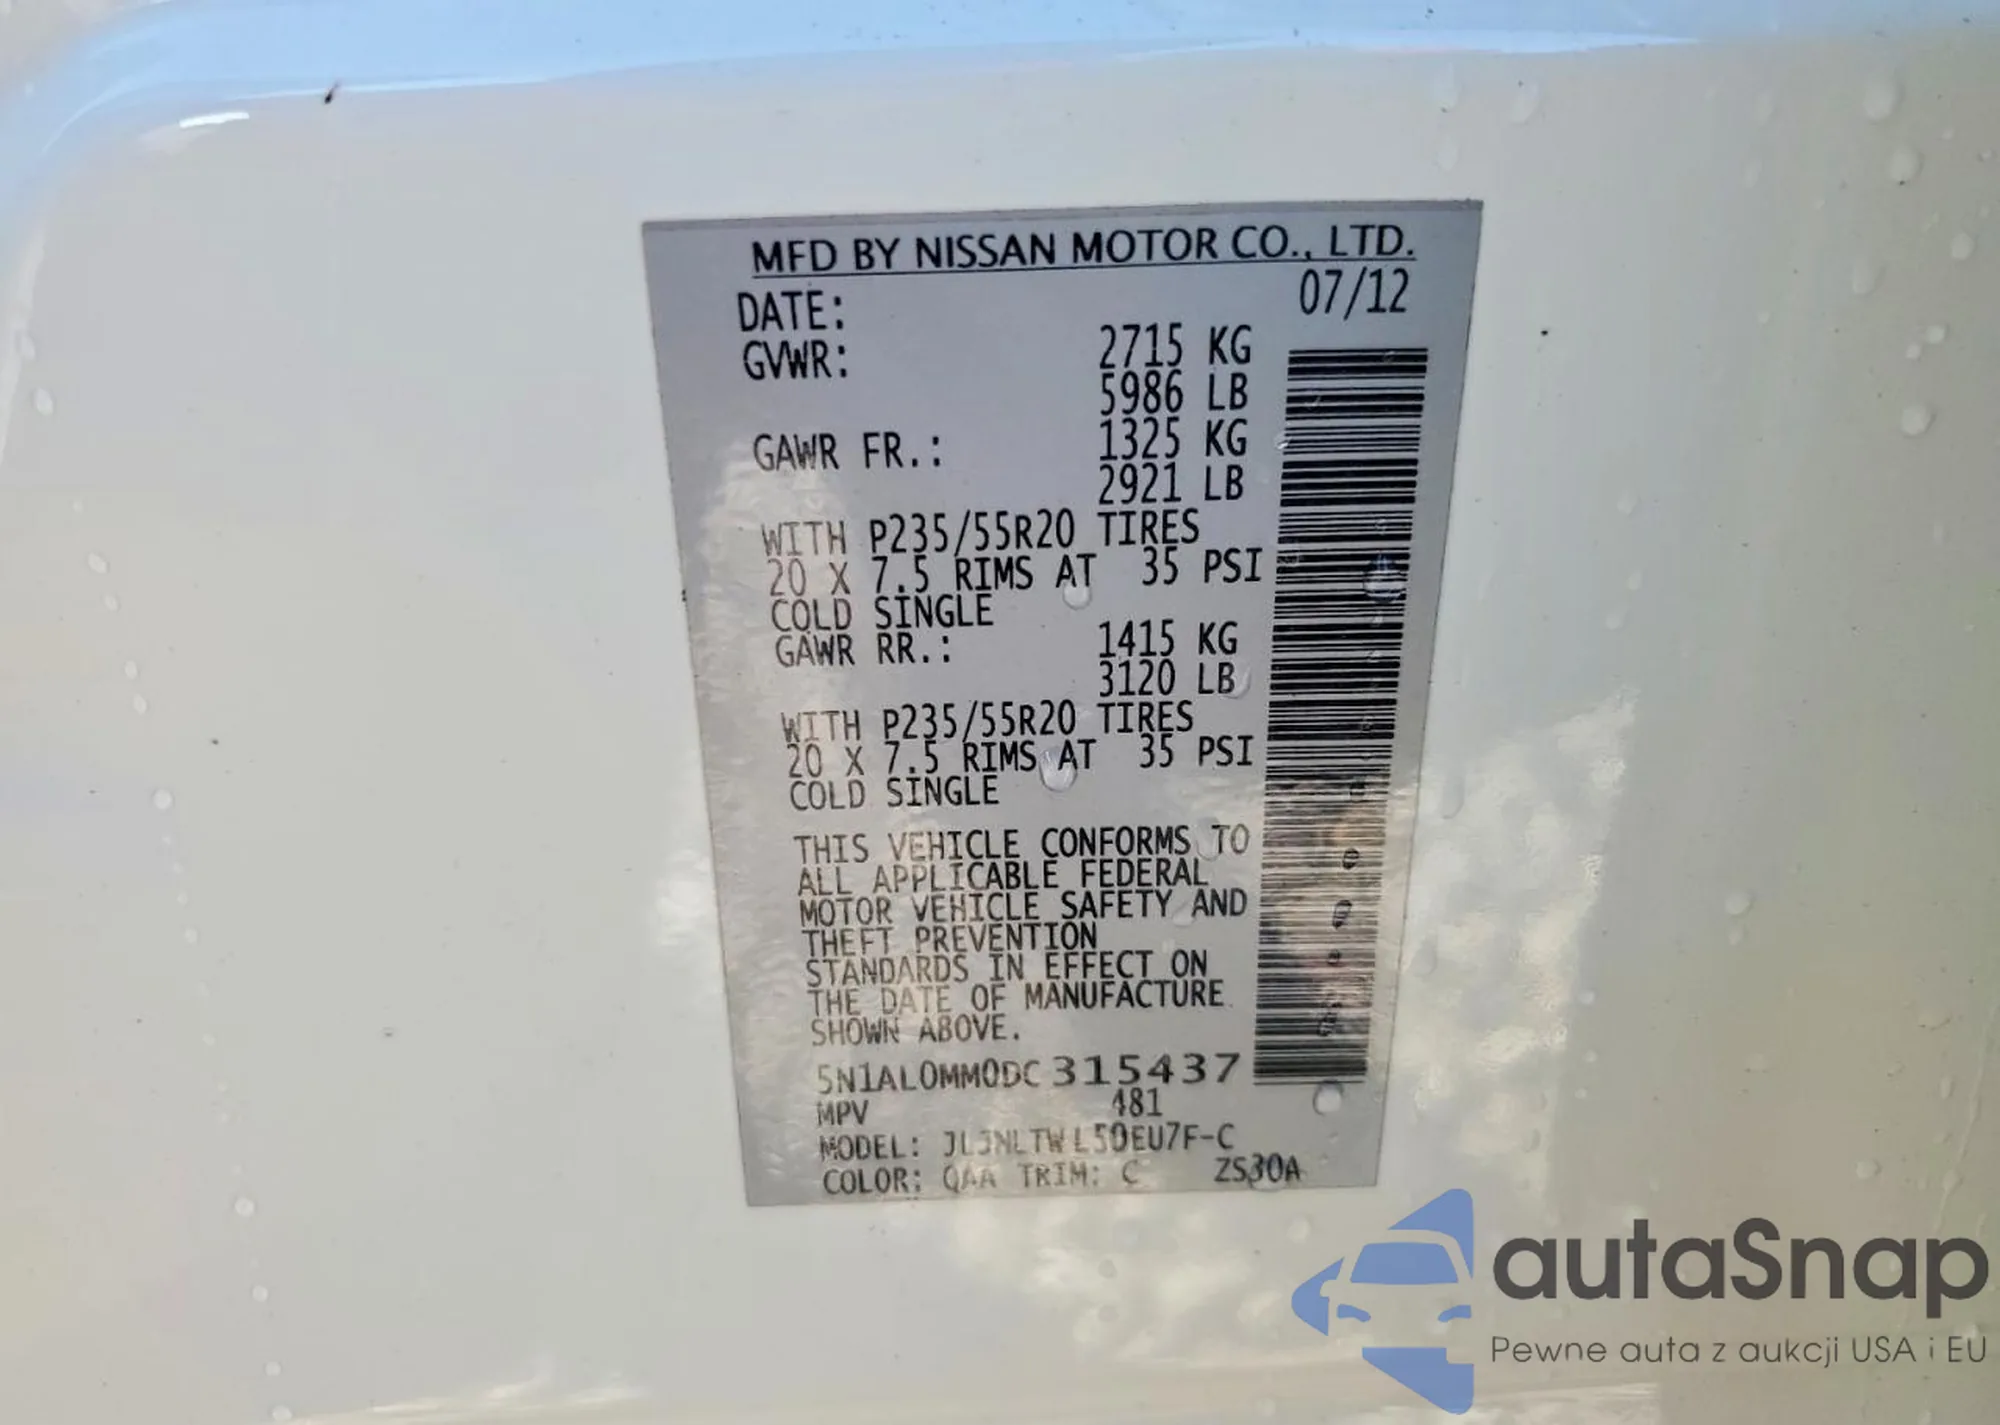 MFD BY NISSAN MOTOR CO., LTD.
DATE: 07/12
GVWR: 2715 KG
5986 LB
GAWR FR.: 1325 KG
2921 LB
WITH P235/55R20 TIRES
20 X 7.5 RIMS AT 35 PSI
COLD SINGLE
GAWR RR.: 1415 KG
3120 LB
WITH P235/55R20 TIRES
20 X 7.5 RIMS AT 35 PSI
COLD SINGLE
THIS VEHICLE CONFORMS TO
ALL APPLICABLE FEDERAL
MOTOR VEHICLE SAFETY AND
THEFT PREVENTION
STANDARDS IN EFFECT ON
THE DATE OF MANUFACTURE
SHOWN ABOVE.
5N1AL0MM0DC315437
MPV 481
MODEL: JLJNLTWL50EU7F-C
COLOR: QAA TRIM: C ZS30A
autaSnap
Pewne auta z aukcji USA i EU